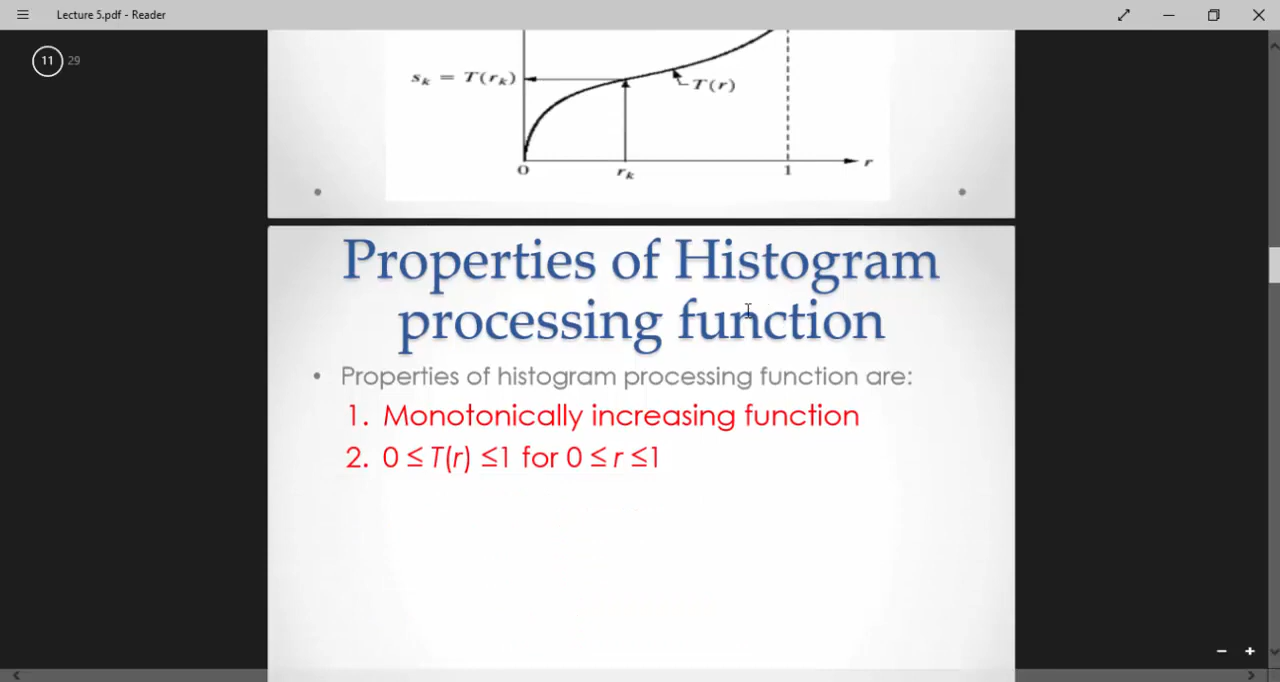 Lecture 5.pdf - Reader
11 29
sk = T(rk)
T(r)
0 rk 1 r
Properties of Histogram
processing function
• Properties of histogram processing function are:
1. Monotonically increasing function
2. 0 ≤ T(r) ≤1 for 0 ≤ r ≤1